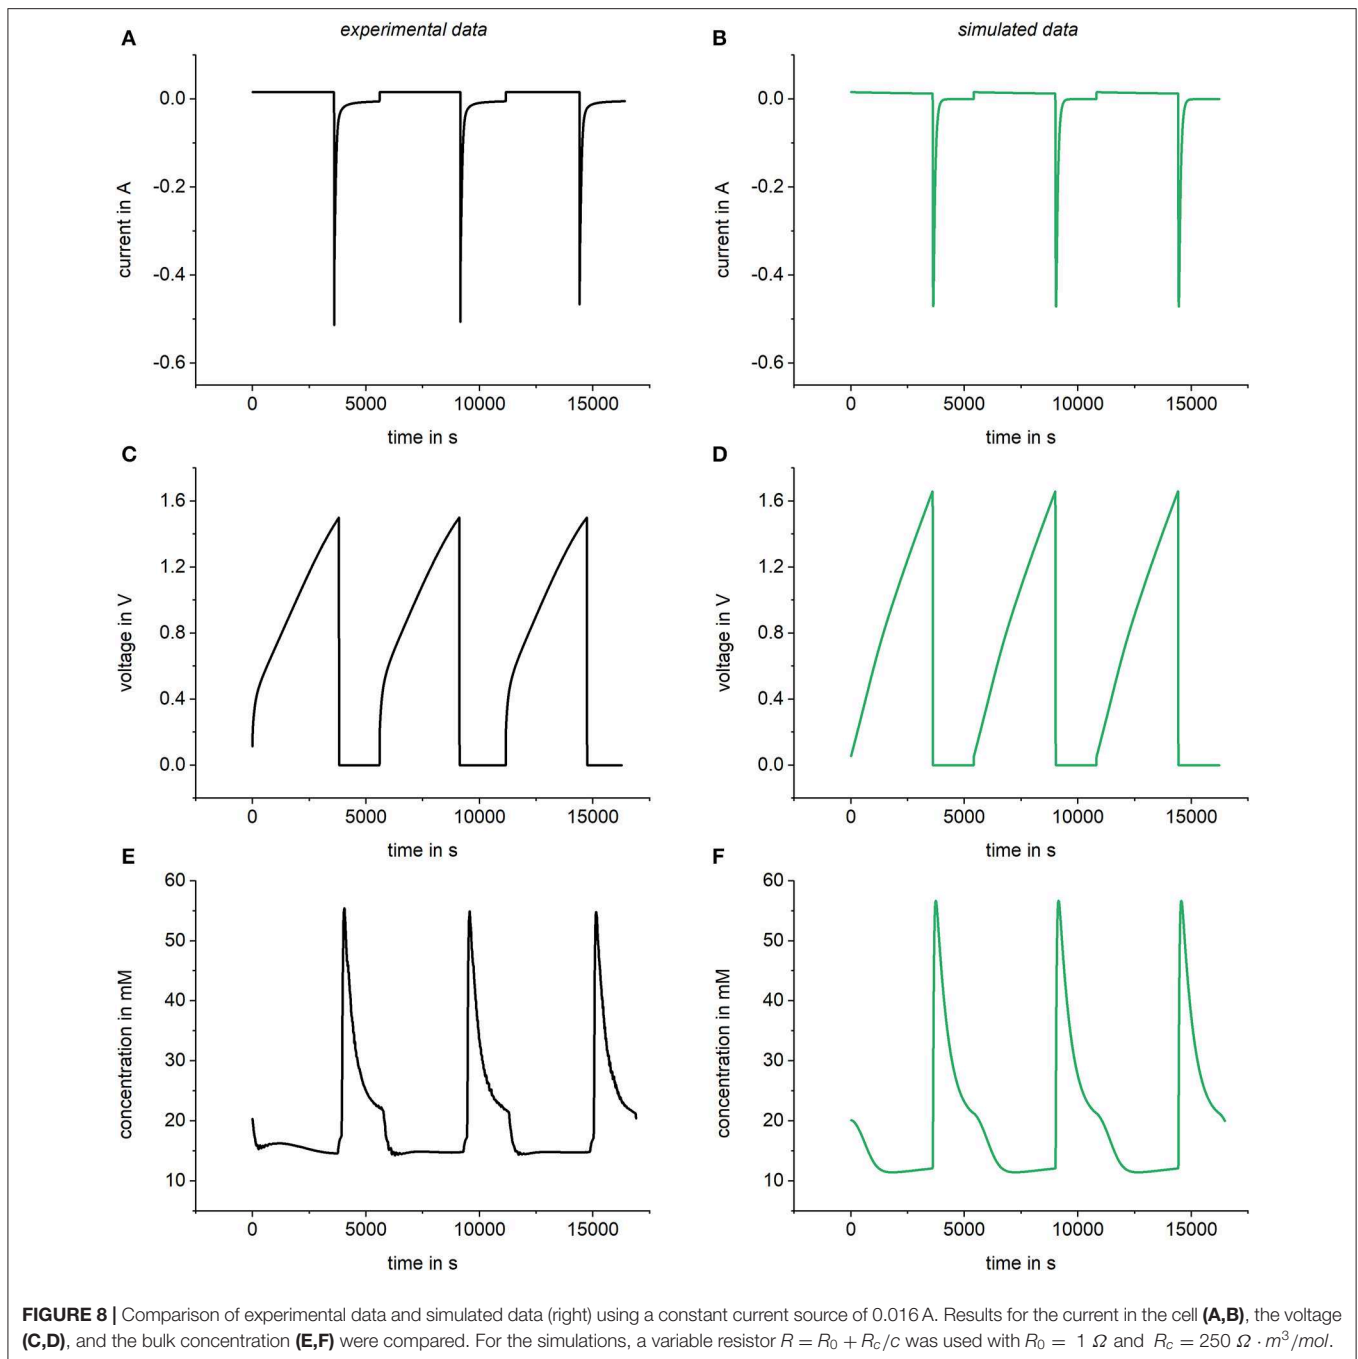 A
experimental data
B
simulated data
0.0
-0.2
-0.4
-0.6
current in A
0
5000
10000
15000
time in s
0.0
-0.2
-0.4
-0.6
current in A
0
5000
10000
15000
time in s
C
D
1.6
1.2
0.8
0.4
0.0
voltage in V
0
5000
10000
15000
time in s
1.6
1.2
0.8
0.4
0.0
voltage in V
0
5000
10000
15000
time in s
E
F
60
50
40
30
20
10
concentration in mM
0
5000
10000
15000
time in s
60
50
40
30
20
10
concentration in mM
0
5000
10000
15000
time in s
FIGURE 8 | Comparison of experimental data and simulated data (right) using a constant current source of 0.016 A. Results for the current in the cell (A,B), the voltage
(C,D), and the bulk concentration (E,F) were compared. For the simulations, a variable resistor R = R₀ + R_c/c was used with R₀ = 1 Ω and R_c = 250 Ω · m³/mol.